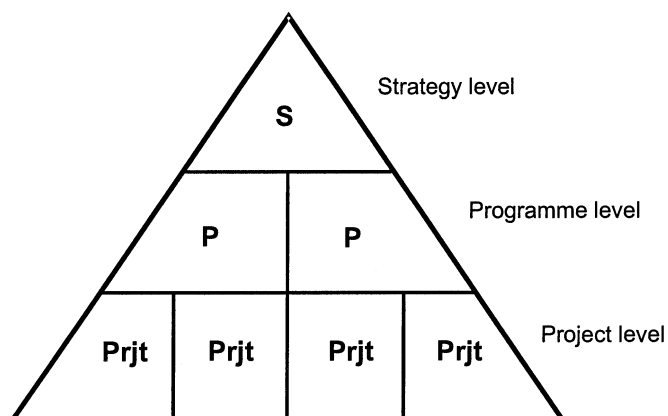 Strategy level
S
Programme level
P P
Project level
Prjt Prjt Prjt Prjt